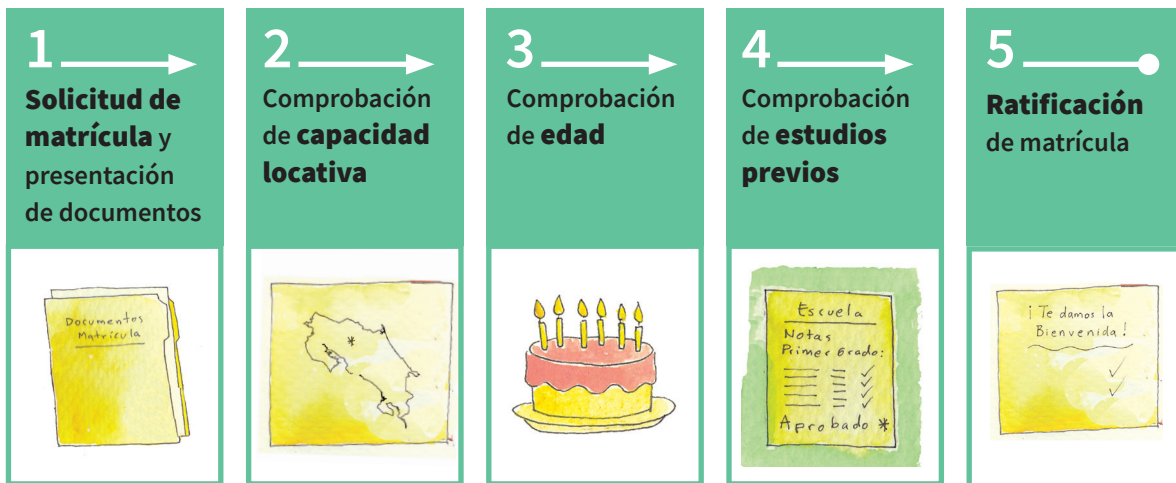 1
Solicitud de
matrícula y
presentación
de documentos
Documentos
Matrícula
2
Comprobación
de capacidad
locativa
3
Comprobación
de edad
4
Comprobación
de estudios
previos
Escuela
Notas
Primer Grado:
Aprobado *
5
Ratificación
de matrícula
¡Te damos la
Bienvenida!